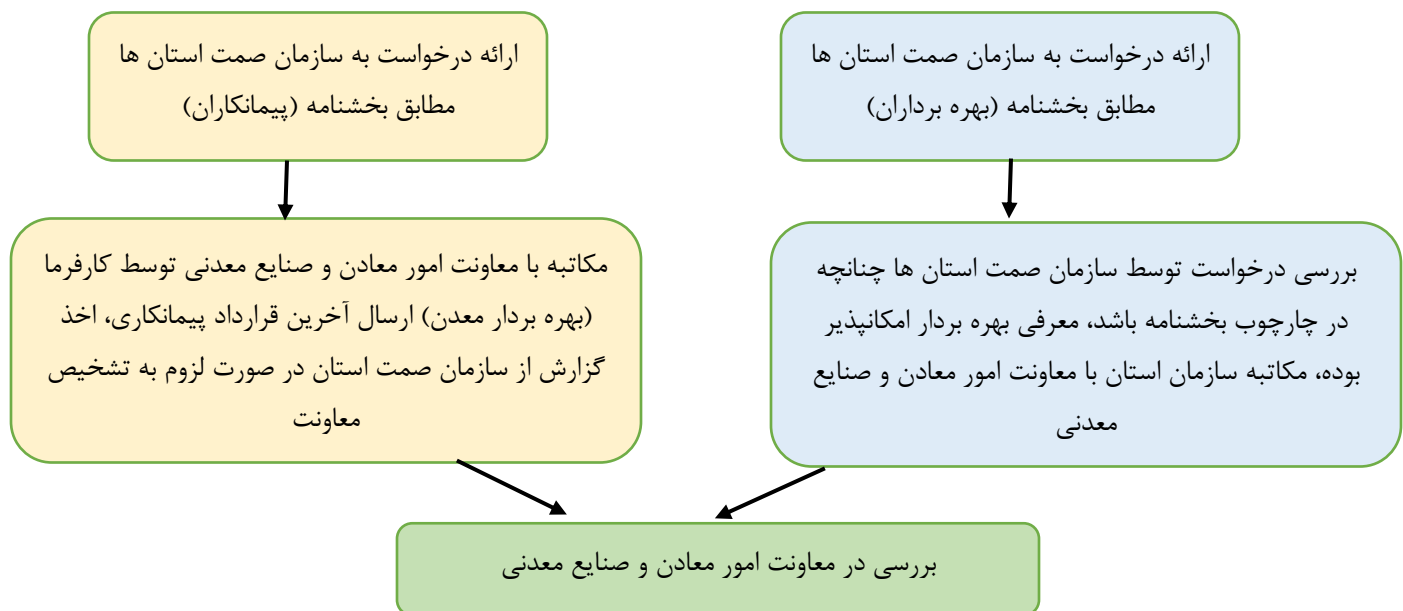 ارائه درخواست به سازمان صمت استان ها
مطابق بخشنامه (بهره برداران)
ارائه درخواست به سازمان صمت استان ها
مطابق بخشنامه (پیمانکاران)
بررسی درخواست توسط سازمان صمت استان ها چنانچه
در چارچوب بخشنامه باشد، معرفی بهره بردار امکانپذیر
بوده، مکاتبه سازمان استان با معاونت امور معادن و صنایع
معدنی
مکاتبه با معاونت امور معادن و صنایع معدنی توسط کارفرما
(بهره بردار معدن) ارسال آخرین قرارداد پیمانکاری، اخذ
گزارش از سازمان صمت استان در صورت لزوم به تشخیص
معاونت
بررسی در معاونت امور معادن و صنایع معدنی